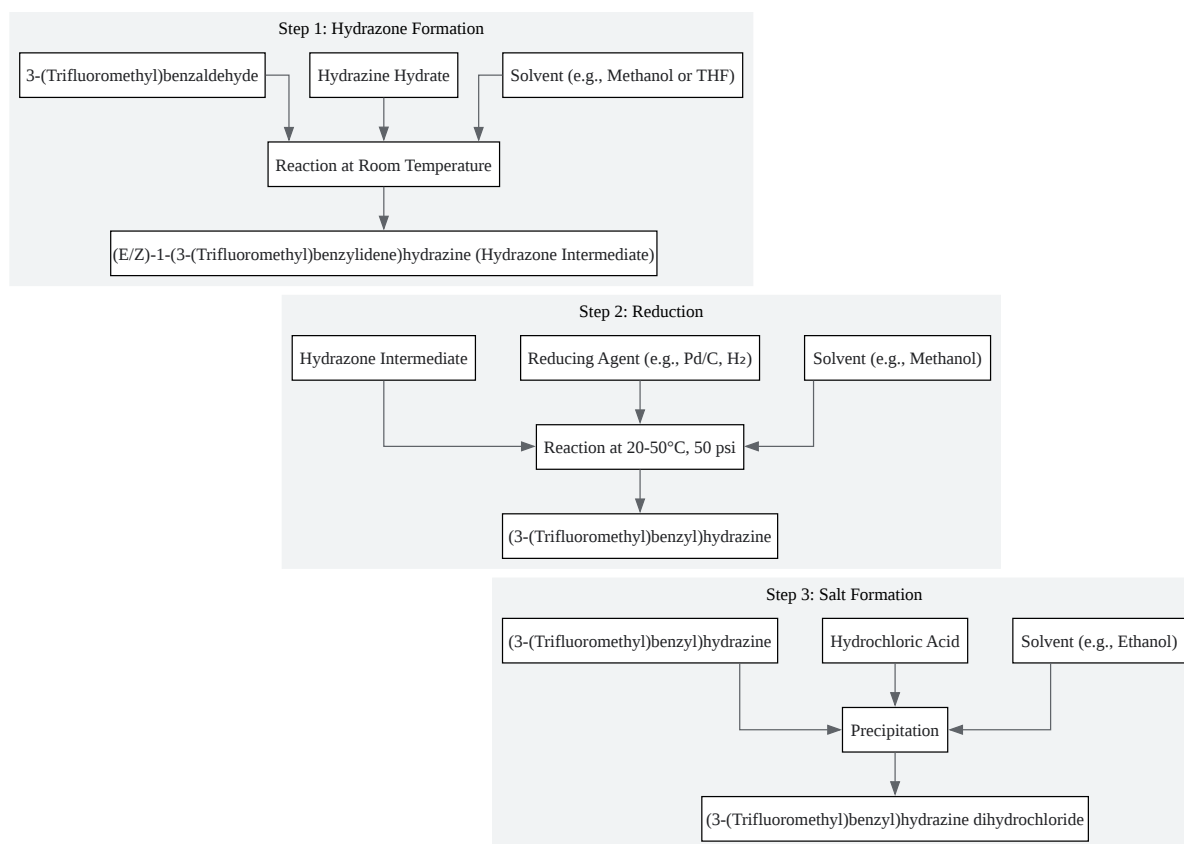 Step 1: Hydrazone Formation
3-(Trifluoromethyl)benzaldehyde
Hydrazine Hydrate
Solvent (e.g., Methanol or THF)
Reaction at Room Temperature
(E/Z)-1-(3-(Trifluoromethyl)benzylidene)hydrazine (Hydrazone Intermediate)
Step 2: Reduction
Hydrazone Intermediate
Reducing Agent (e.g., Pd/C, H₂)
Solvent (e.g., Methanol)
Reaction at 20-50°C, 50 psi
(3-(Trifluoromethyl)benzyl)hydrazine
Step 3: Salt Formation
(3-(Trifluoromethyl)benzyl)hydrazine
Hydrochloric Acid
Solvent (e.g., Ethanol)
Precipitation
(3-(Trifluoromethyl)benzyl)hydrazine dihydrochloride